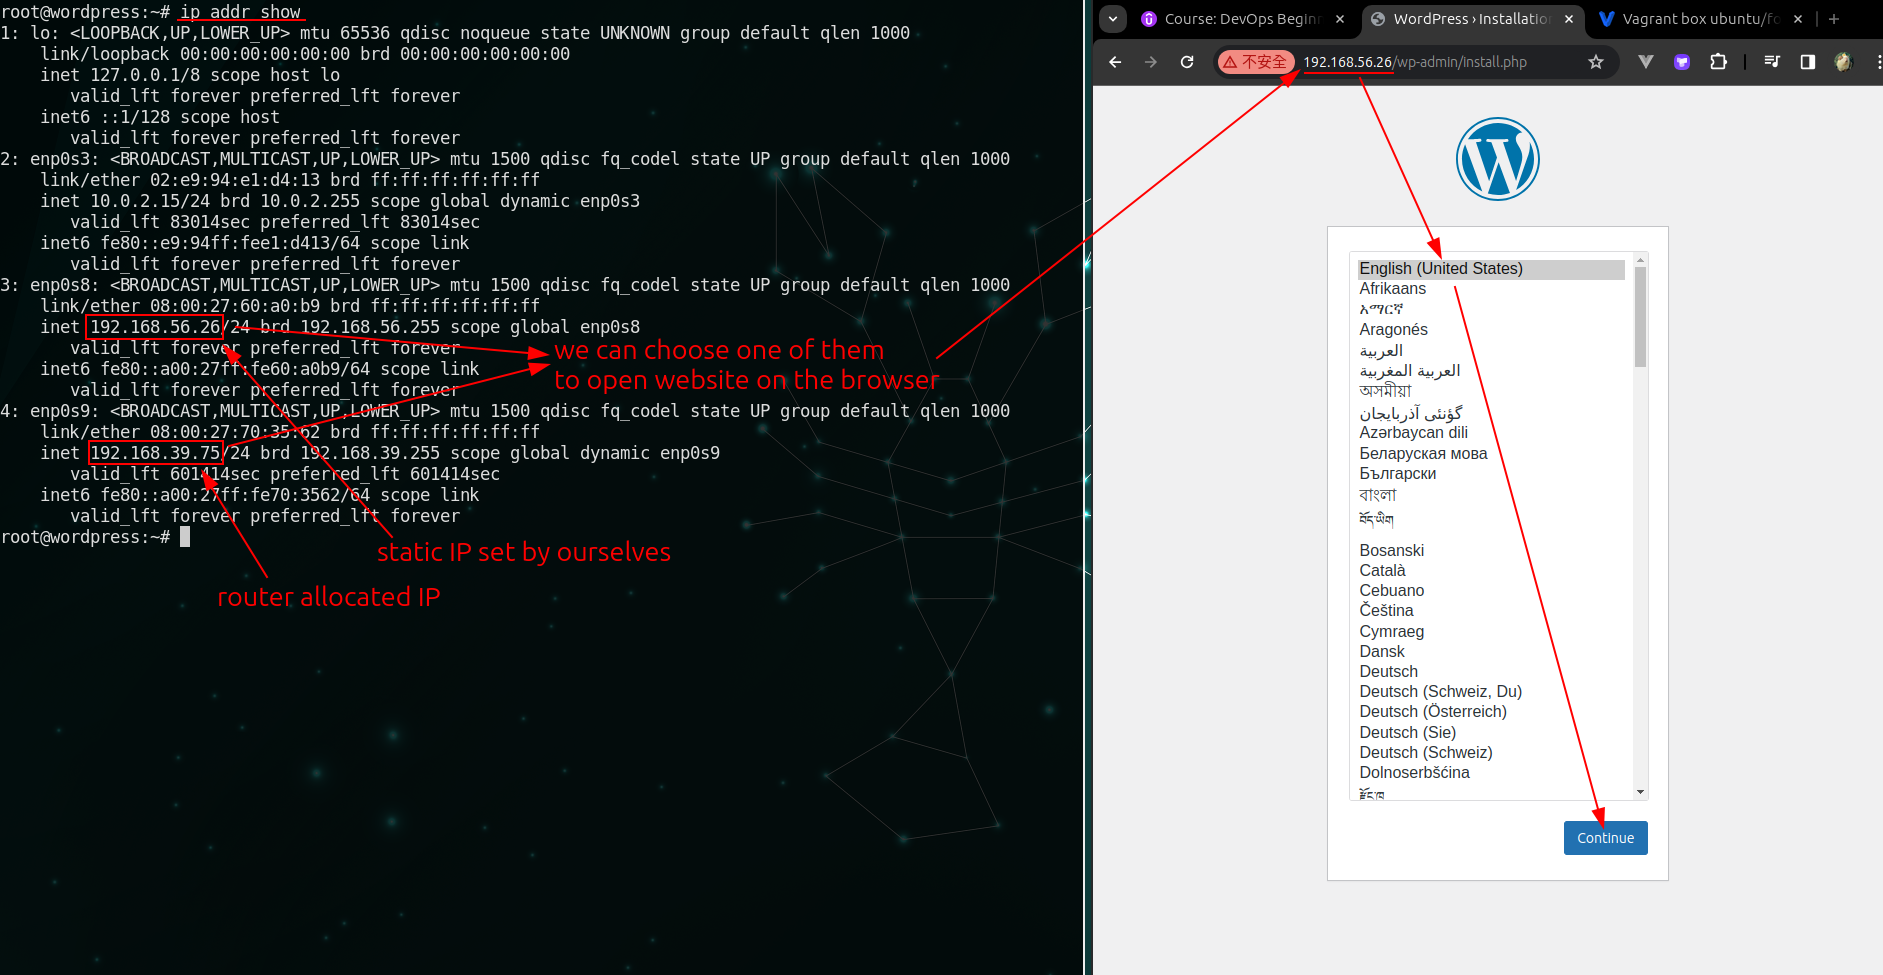 root@wordpress:~# ip addr show
1: lo: <LOOPBACK,UP,LOWER_UP> mtu 65536 qdisc noqueue state UNKNOWN group default qlen 1000
link/loopback 00:00:00:00:00:00 brd 00:00:00:00:00:00
inet 127.0.0.1/8 scope host lo
valid_lft forever preferred_lft forever
inet6 ::1/128 scope host
valid_lft forever preferred_lft forever
2: enp0s3: <BROADCAST,MULTICAST,UP,LOWER_UP> mtu 1500 qdisc fq_codel state UP group default qlen 1000
link/ether 02:e9:94:e1:d4:13 brd ff:ff:ff:ff:ff:ff
inet 10.0.2.15/24 brd 10.0.2.255 scope global dynamic enp0s3
valid_lft 83014sec preferred_lft 83014sec
inet6 fe80::e9:94ff:fee1:d413/64 scope link
valid_lft forever preferred_lft forever
3: enp0s8: <BROADCAST,MULTICAST,UP,LOWER_UP> mtu 1500 qdisc fq_codel state UP group default qlen 1000
link/ether 08:00:27:60:a0:b9 brd ff:ff:ff:ff:ff:ff
inet 192.168.56.26/24 brd 192.168.56.255 scope global enp0s8
valid_lft forever preferred_lft forever
inet6 fe80::a00:27ff:fe60:a0b9/64 scope link
valid_lft forever preferred_lft forever
4: enp0s9: <BROADCAST,MULTICAST,UP,LOWER_UP> mtu 1500 qdisc fq_codel state UP group default qlen 1000
link/ether 08:00:27:70:35:62 brd ff:ff:ff:ff:ff:ff
inet 192.168.39.75/24 brd 192.168.39.255 scope global dynamic enp0s9
valid_lft 601414sec preferred_lft 601414sec
inet6 fe80::a00:27ff:fe70:3562/64 scope link
valid_lft forever preferred_lft forever
root@wordpress:~#
we can choose one of them
to open website on the browser
static IP set by ourselves
router allocated IP
Course: DevOps Beginn
WordPress › Installation
Vagrant box ubuntu/fo
不安全 192.168.56.26/wp-admin/install.php
English (United States)
Afrikaans
አማርኛ
Aragonés
العربية
العربية المغربية
অসমীয়া
گؤنئی آذربایجان
Azərbaycan dili
Беларуская мова
Български
বাংলা
བོད་ཡིག
Bosanski
Català
Cebuano
Čeština
Cymraeg
Dansk
Deutsch
Deutsch (Schweiz, Du)
Deutsch (Österreich)
Deutsch (Sie)
Deutsch (Schweiz)
Dolnoserbšćina
རྫོང་ཁ
Continue